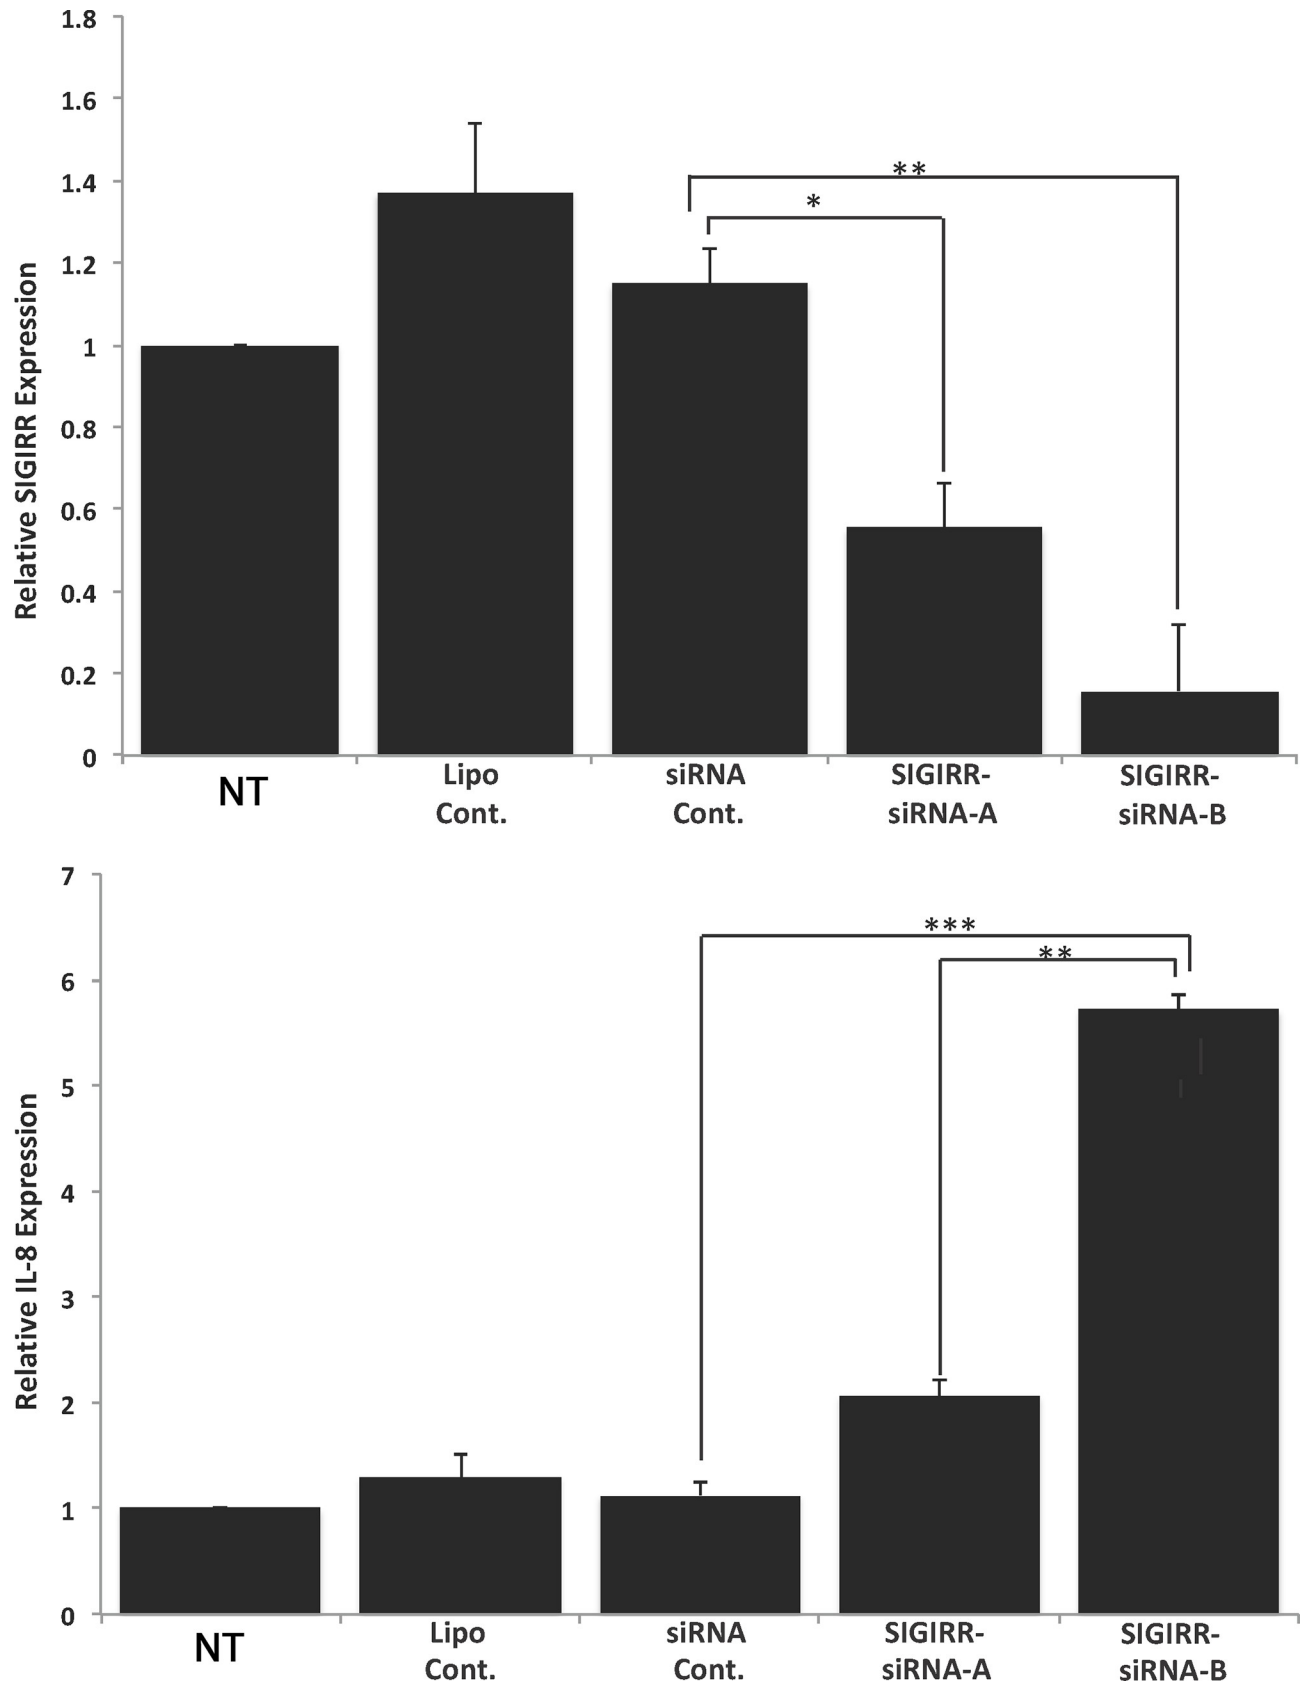 1.8
1.6
1.4
1.2
1
0.8
0.6
0.4
0.2
0
Relative SIGIRR Expression
**
*
NT
Lipo
Cont.
siRNA
Cont.
SIGIRR-
siRNA-A
SIGIRR-
siRNA-B
7
6
5
4
3
2
1
0
Relative IL-8 Expression
***
**
NT
Lipo
Cont.
siRNA
Cont.
SIGIRR-
siRNA-A
SIGIRR-
siRNA-B